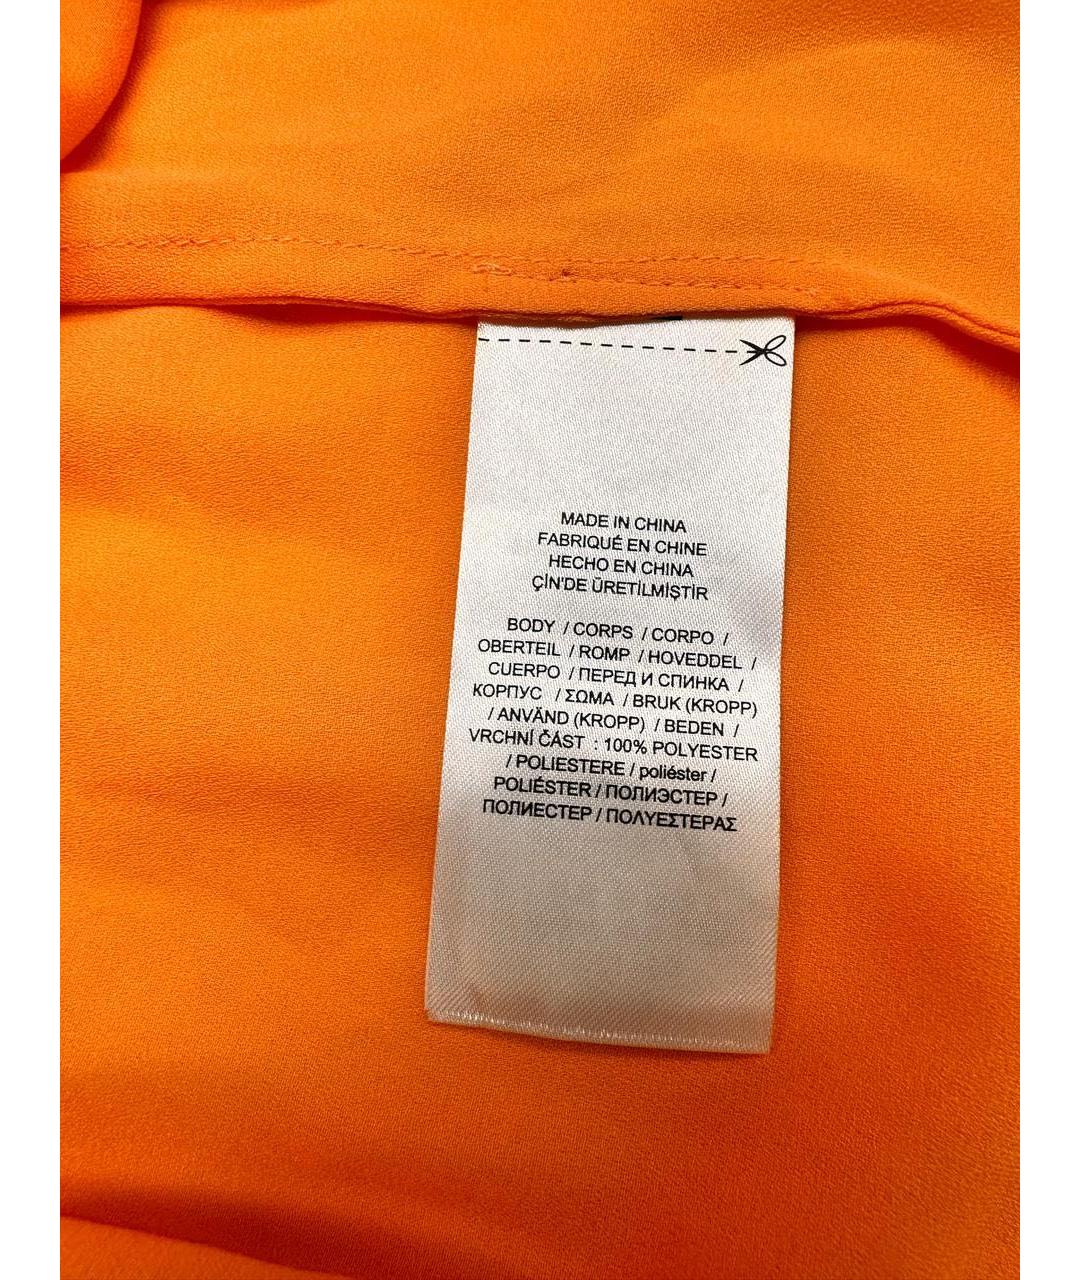 MADE IN CHINA
FABRIQUÉ EN CHINE
HECHO EN CHINA
ÇİN'DE ÜRETİLMİŞTİR
BODY / CORPS / CORPO /
OBERTEIL / ROMP / HOVEDDEL /
CUERPO / ПЕРЕД И СПИНКА /
КОРПУС / ΣΩΜΑ / BRUK (KROPP)
/ ANVÄND (KROPP) / BEDEN /
VRCHNÍ ČÁST : 100% POLYESTER
/ POLIESTERE / poliéster /
POLIÉSTER / ПОЛИЭСТЕР /
ПОЛИЕСТЕР / ΠΟΛΥΕΣΤΕΡΑΣ